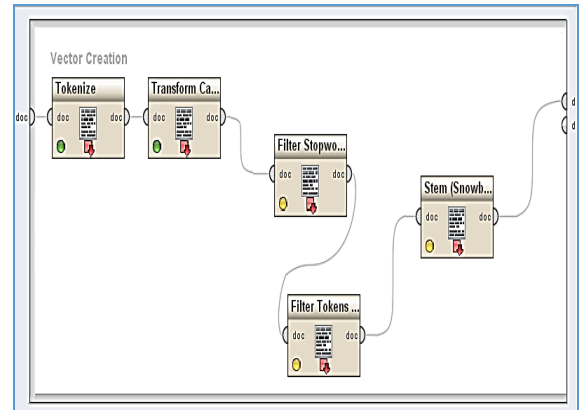 Vector Creation
Tokenize
doc doc doc
Transform Ca...
doc doc
Filter Stopwo...
doc doc
Filter Tokens ...
doc doc
Stem (Snowb...
doc doc
d
d